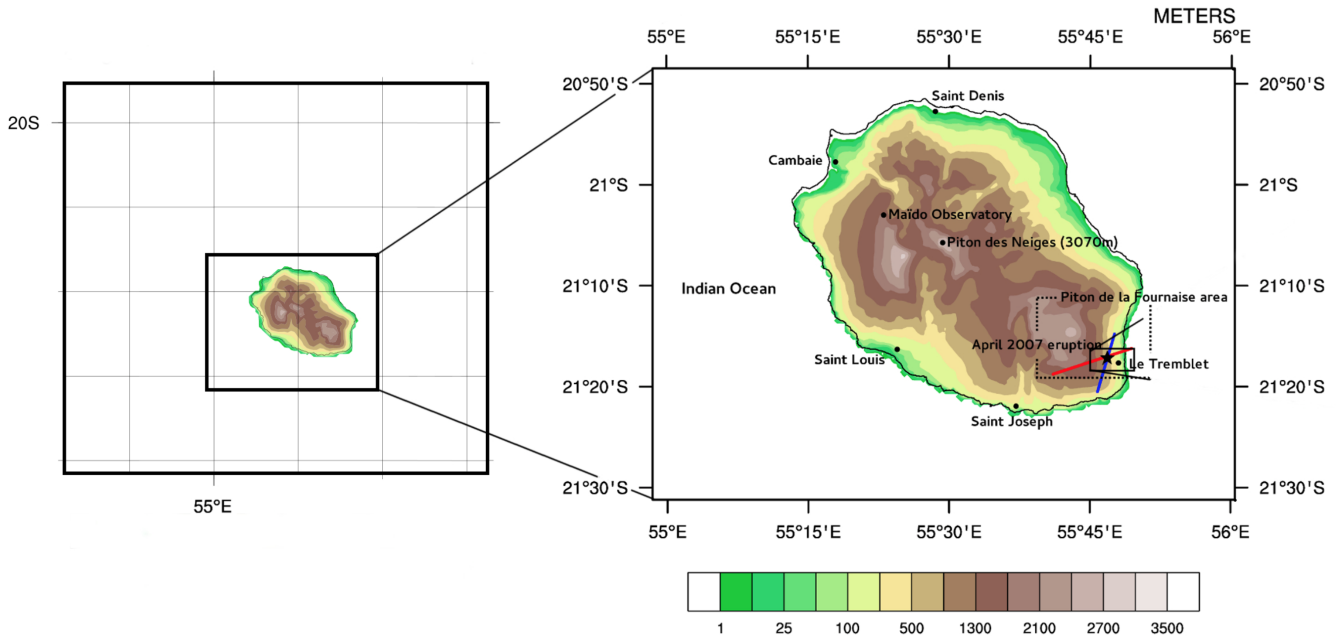 METERS
55°E 55°15'E 55°30'E 55°45'E 56°E
20°50'S 20°50'S
Saint Denis
20S
Cambaie
21°S 21°S
Maïdo Observatory
Piton des Neiges (3070m)
21°10'S Indian Ocean 21°10'S
Piton de la Fournaise area
April 2007 eruption
Saint Louis Le Tremblet
21°20'S 21°20'S
Saint Joseph
21°30'S 21°30'S
55°E
55°E 55°15'E 55°30'E 55°45'E 56°E
1 25 100 500 1300 2100 2700 3500